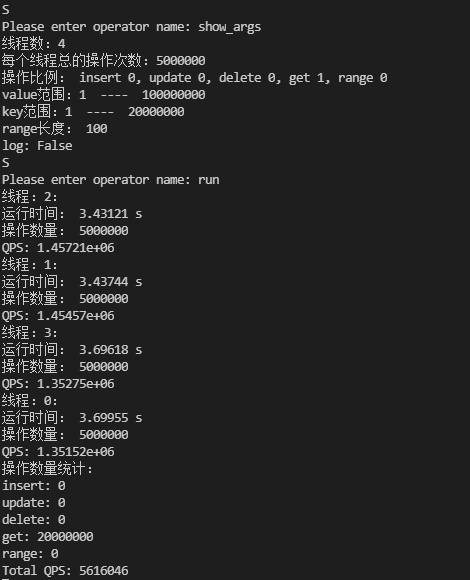 S
Please enter operator name: show_args
线程数: 4
每个线程总的操作次数: 5000000
操作比例： insert 0, update 0, delete 0, get 1, range 0
value范围: 1  ----  100000000
key范围: 1  ----  20000000
range长度： 100
log: False
S
Please enter operator name: run
线程: 2:
运行时间： 3.43121 s
操作数量： 5000000
QPS: 1.45721e+06
线程: 1:
运行时间： 3.43744 s
操作数量： 5000000
QPS: 1.45457e+06
线程: 3:
运行时间： 3.69618 s
操作数量： 5000000
QPS: 1.35275e+06
线程: 0:
运行时间： 3.69955 s
操作数量： 5000000
QPS: 1.35152e+06
操作数量统计：
insert: 0
update: 0
delete: 0
get: 20000000
range: 0
Total QPS: 5616046